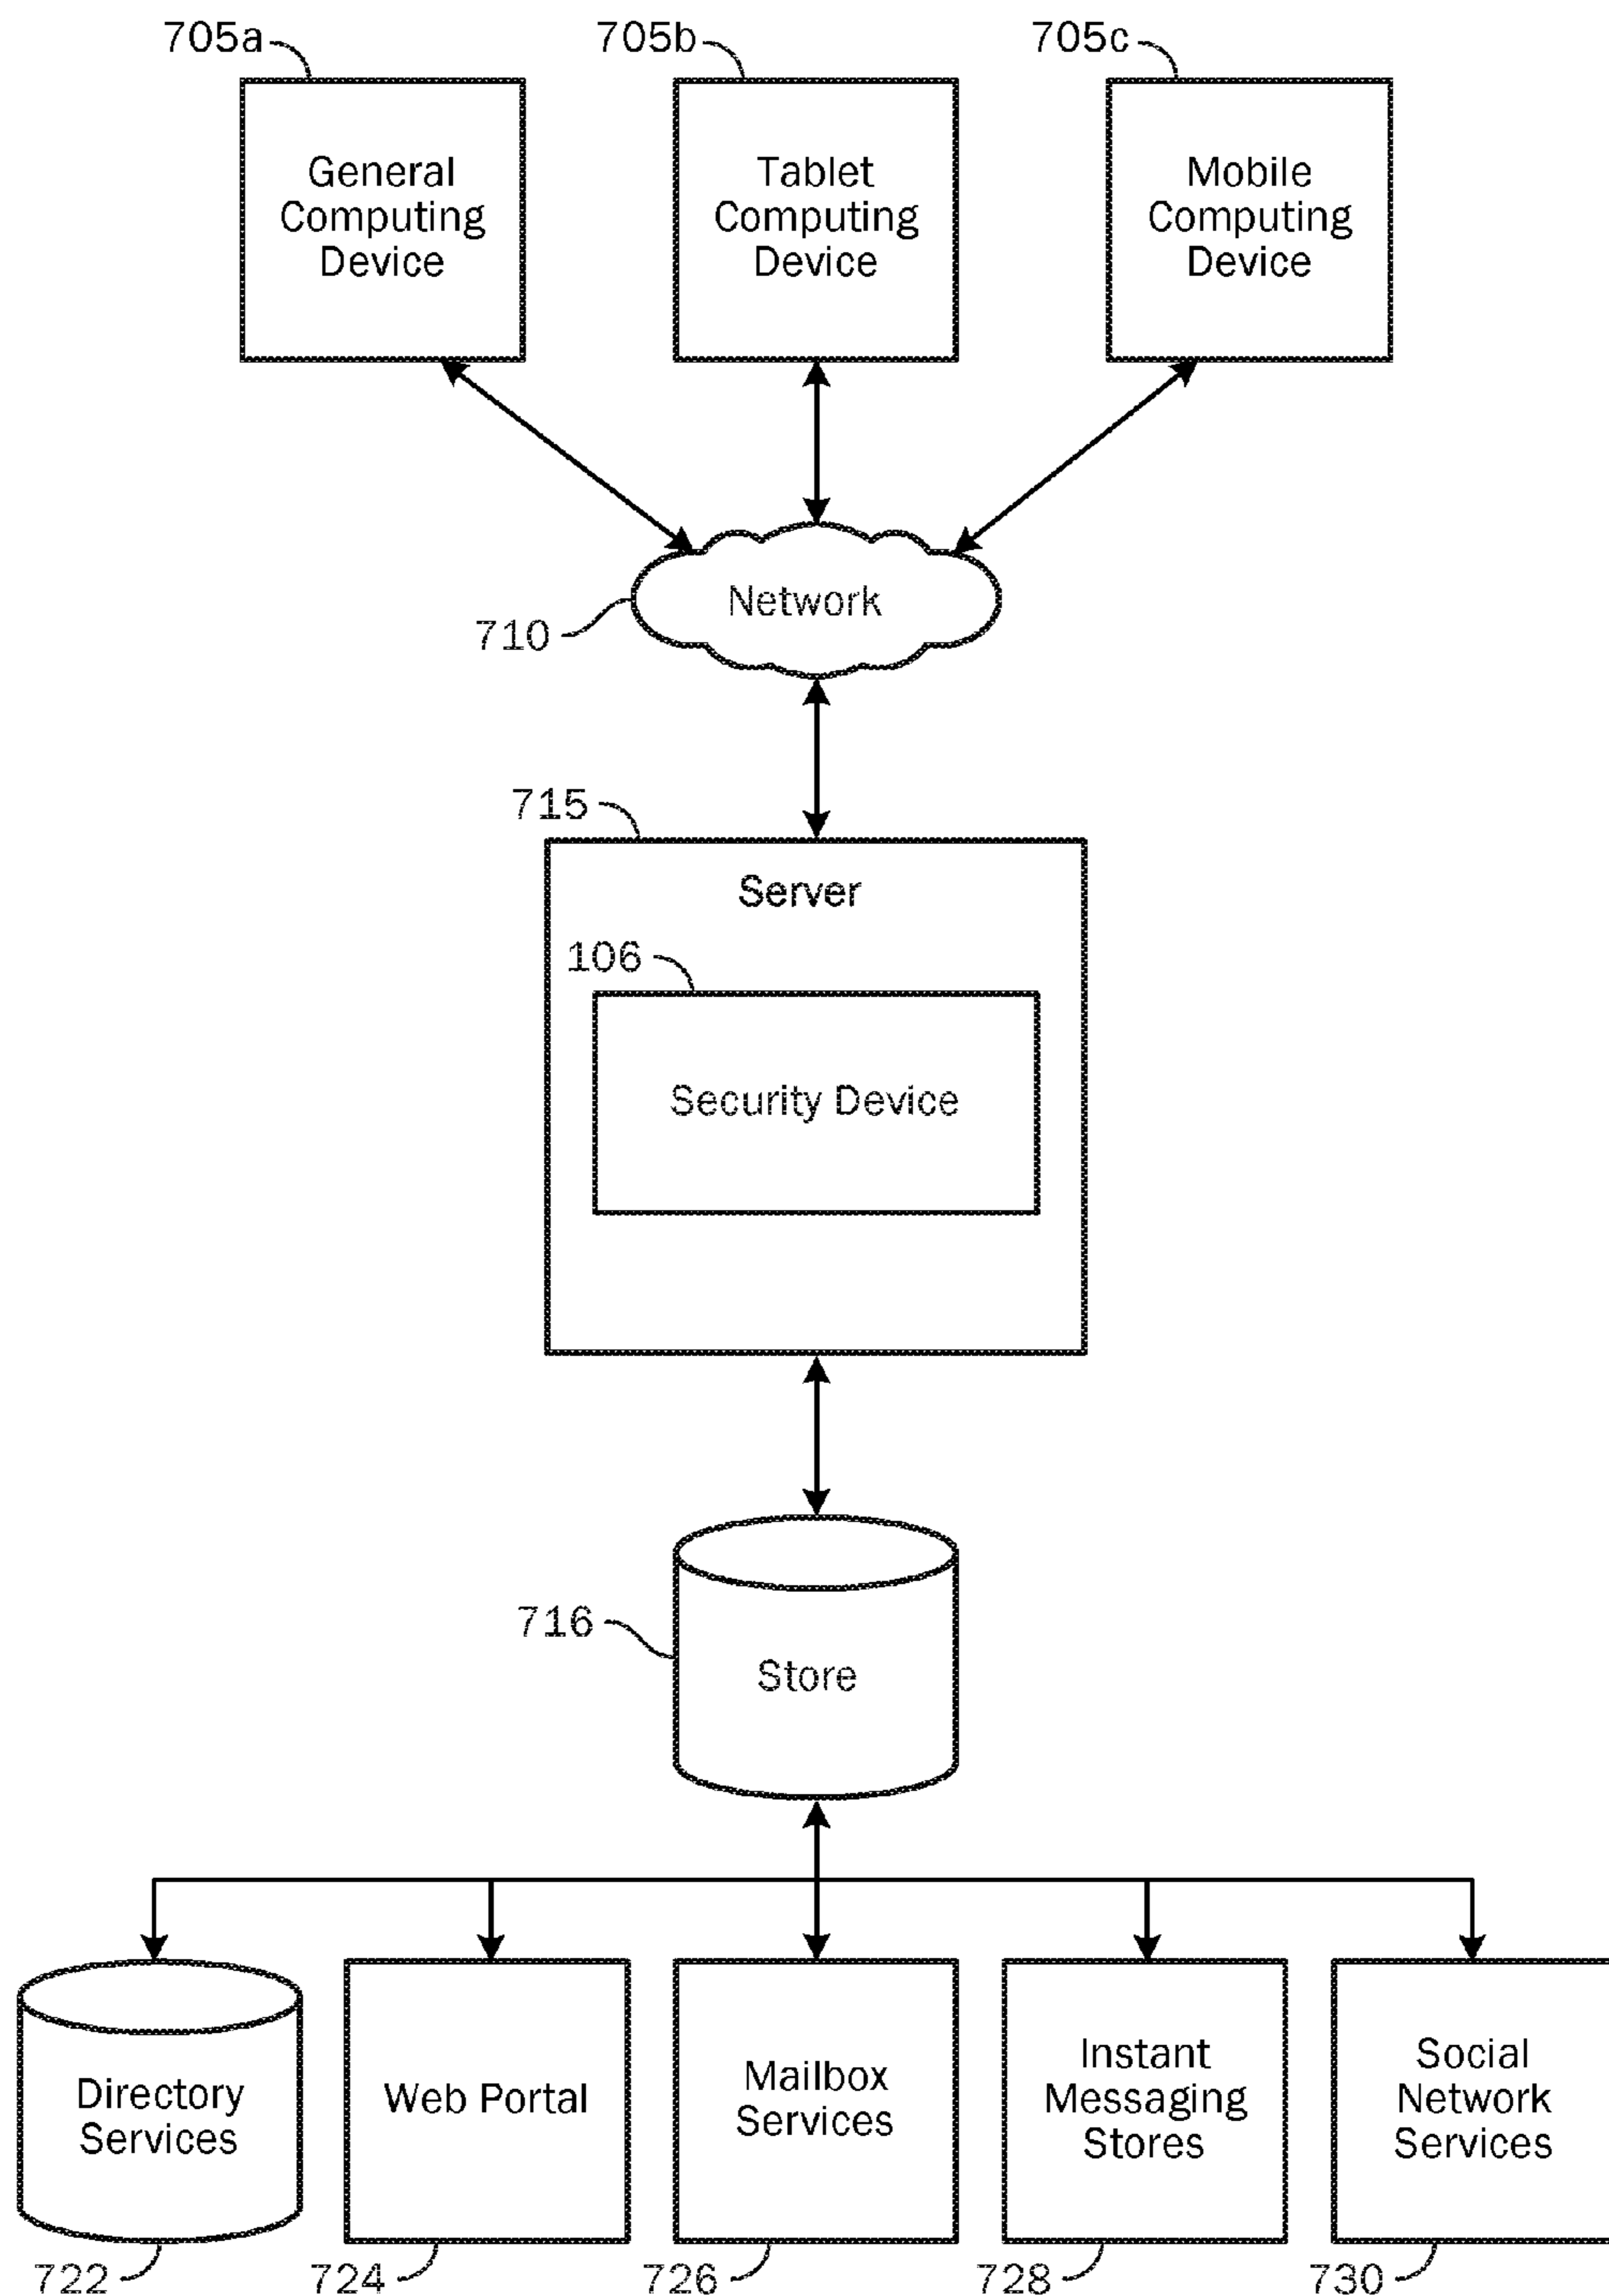 705a
705b
705c
General
Computing
Device
Tablet
Computing
Device
Mobile
Computing
Device
Network
710
715
Server
106
Security Device
716
Store
Directory
Services
Web Portal
Mailbox
Services
Instant
Messaging
Stores
Social
Network
Services
722
724
726
728
730